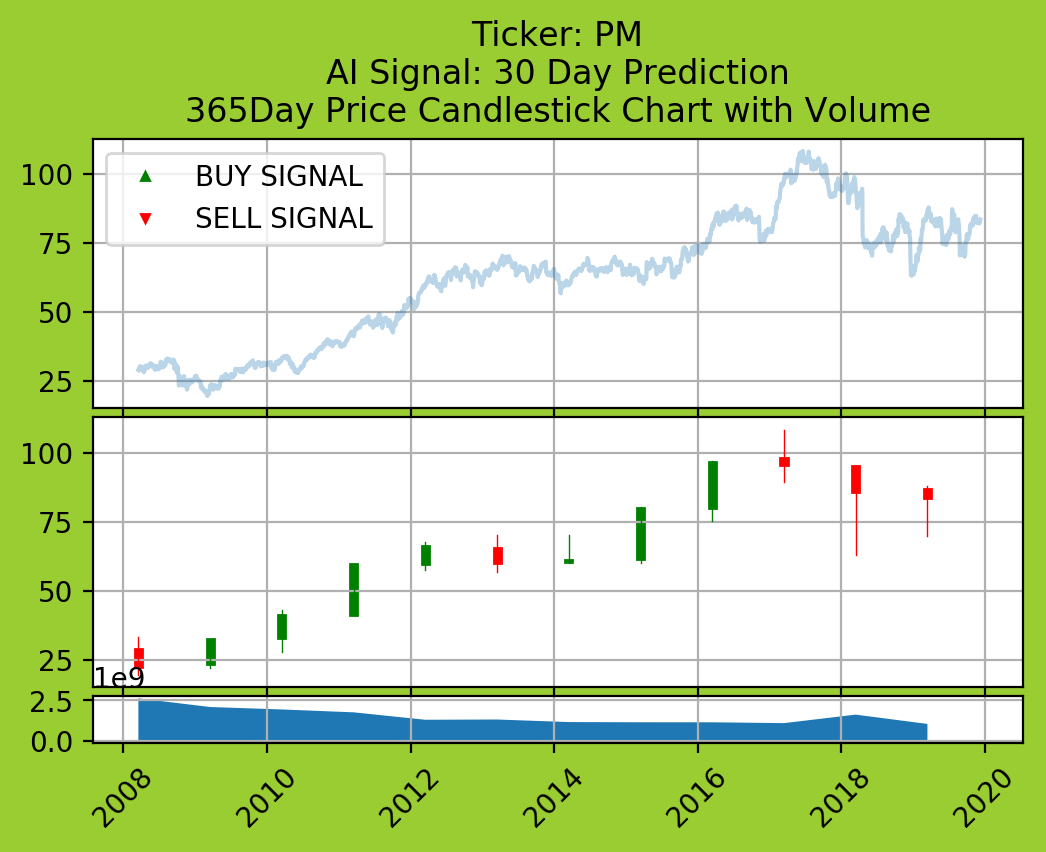 Ticker: PM
AI Signal: 30 Day Prediction
365Day Price Candlestick Chart with Volume
BUY SIGNAL
SELL SIGNAL
100
75
50
25
100
75
50
25
1e9
2.5
0.0
2008 2010 2012 2014 2016 2018 2020